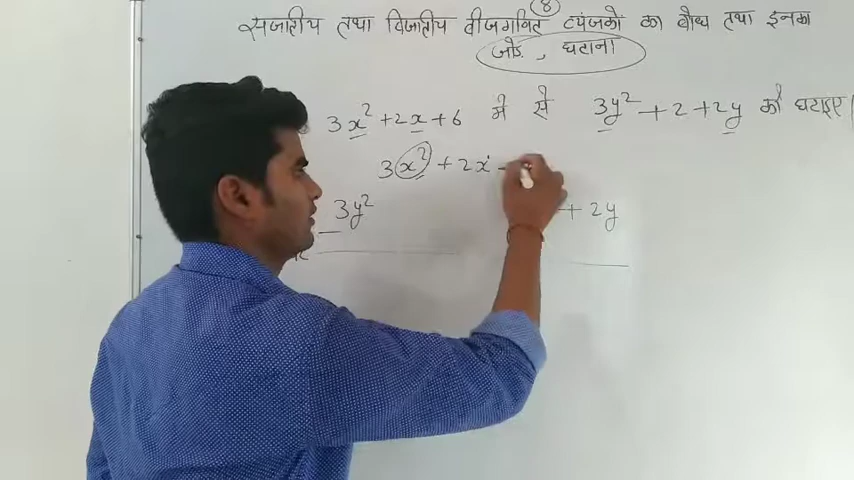 (8)
सजातीय तथा विजातीय बीजगणित व्यंजको का बोध तथा इनका
जोड़ , घटाना
3x² + 2x + 6 में से 3y² + 2 + 2y को घटाइए।
3x² + 2x
3y² + 2y